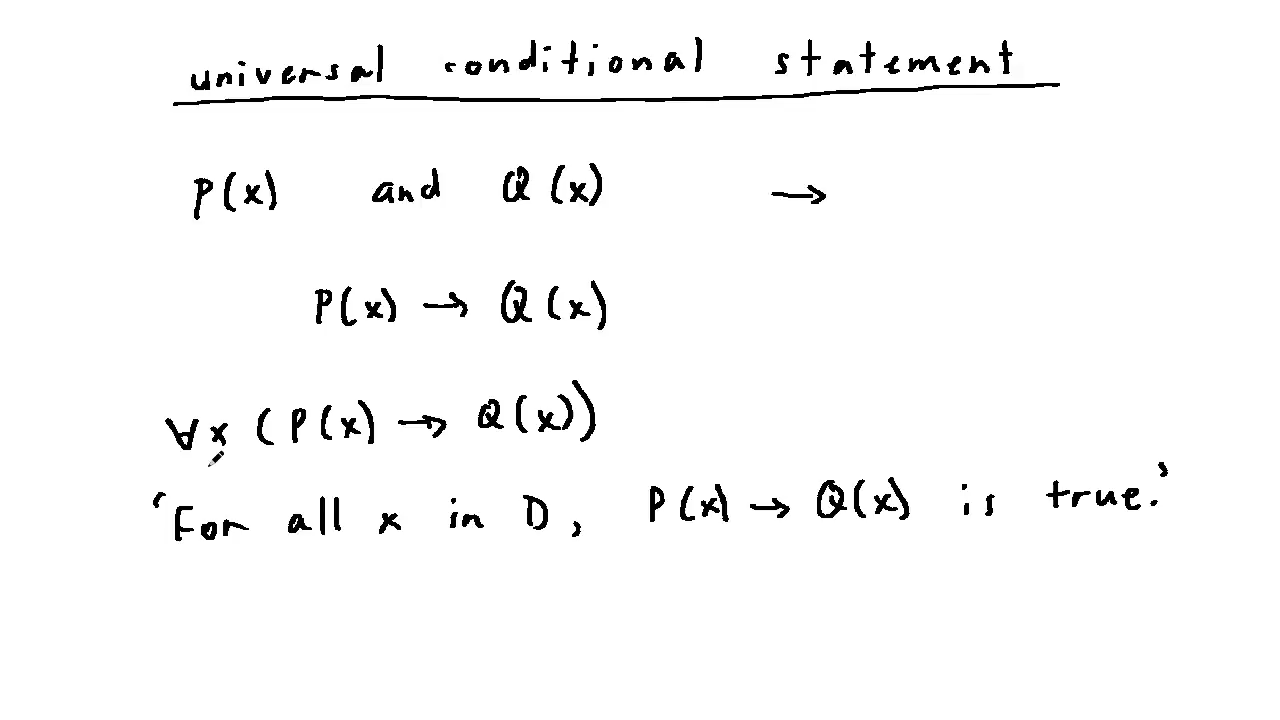 universal conditional statement
P(x) and Q(x) →
P(x) → Q(x)
∀x (P(x) → Q(x))
‘For all x in D, P(x) → Q(x) is true.’